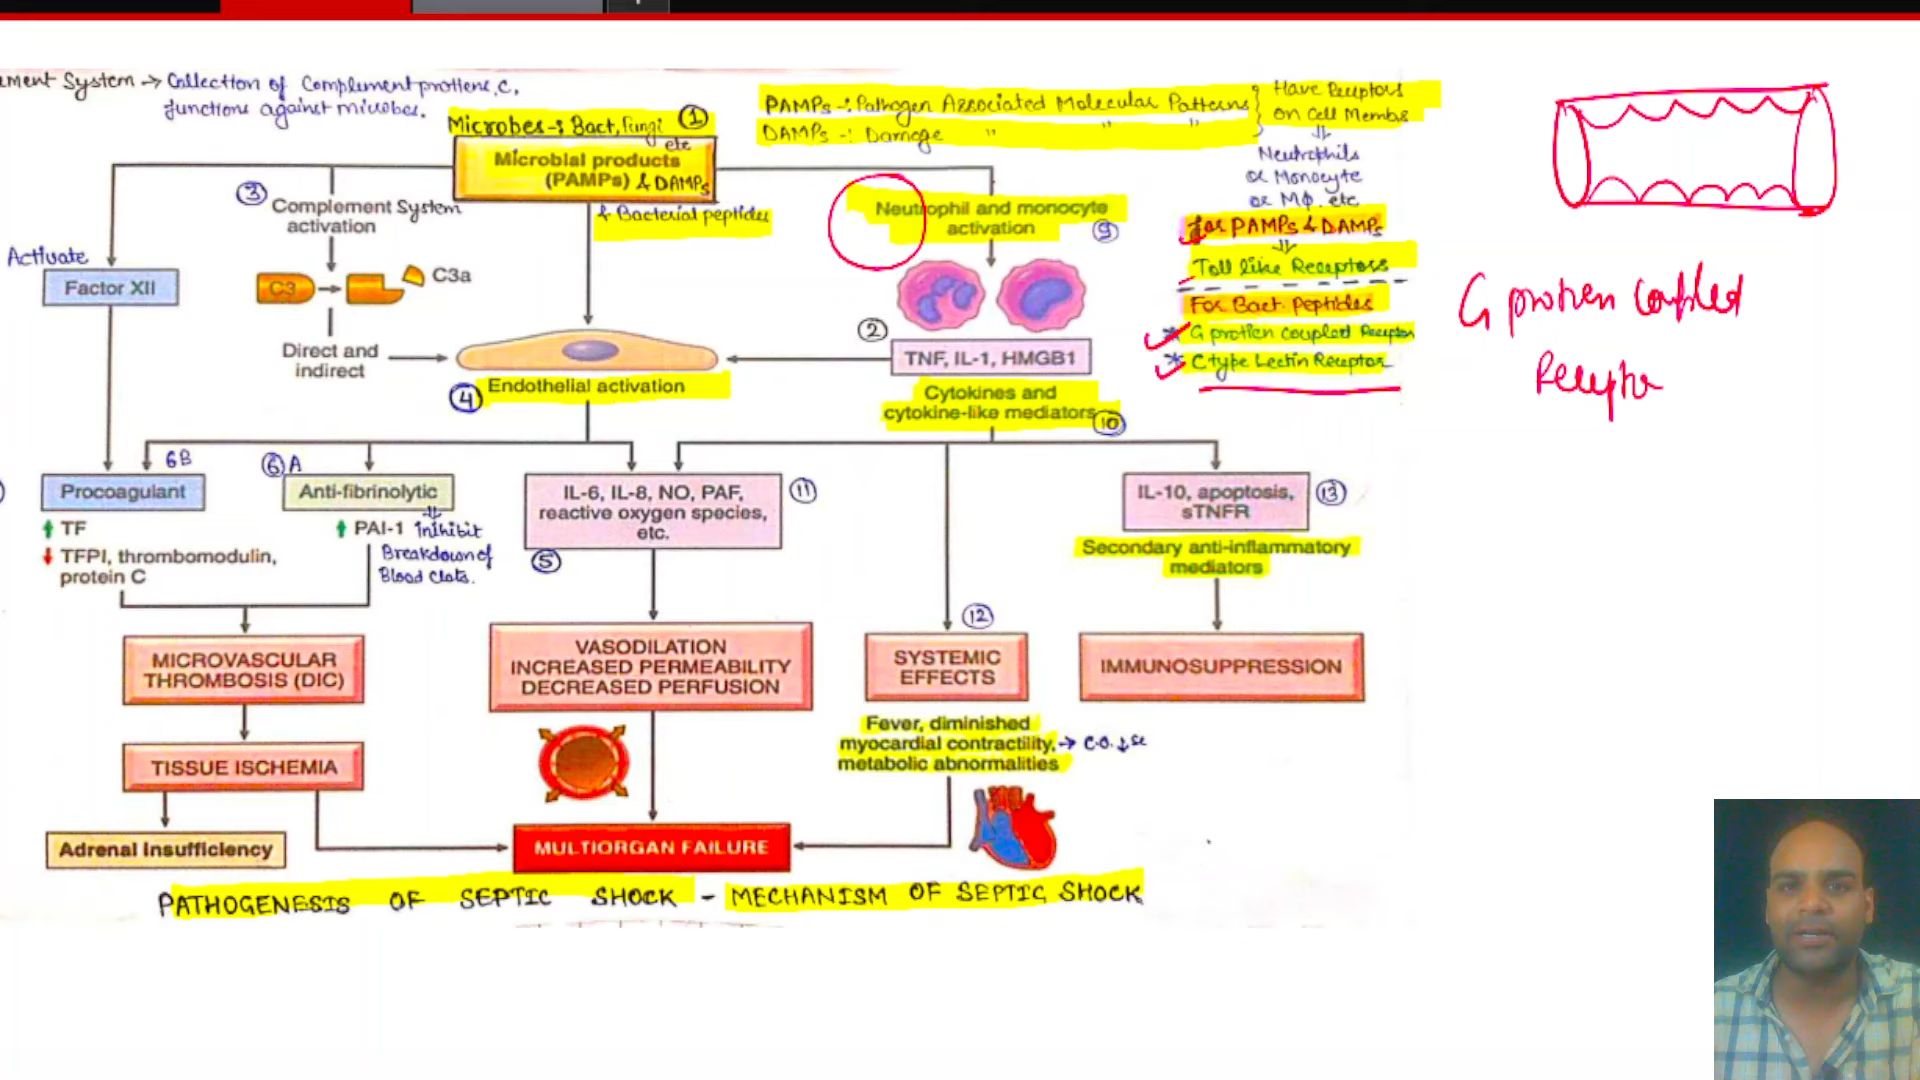 ement System → Collection of Complement protiens, C,
functions against microbes.
Microbes -: Bact, Fungi etc ①
Microbial products
(PAMPs) & DAMPs
& Bacterial peptides
PAMPs -: Pathogen Associated Molecular Patterns
DAMPs -: Damage " " "
Have Receptors
on Cell Membs
⇓
Neutrophils
or Monocyte
or MΦ. etc
for PAMPs & DAMPs
⇓
Toll like Receptors
For Bact. Peptides
* G protien coupled Receptor
* C type Lectin Receptor
G protien Coupled
Receptor
③
Complement System
activation
C3
C3a
Direct and
indirect
Activate
Factor XII
Neutrophil and monocyte
activation
⑨
②
TNF, IL-1, HMGB1
Cytokines and
cytokine-like mediators
⑩
Endothelial activation
④
6B
⑥A
Procoagulant
↑ TF
↓ TFPI, thrombomodulin,
protein C
Anti-fibrinolytic
⇓
↑ PAI-1 inihibit
Breakdown of
Blood Clots.
IL-6, IL-8, NO, PAF,
reactive oxygen species,
etc.
⑪
⑤
IL-10, apoptosis,
sTNFR
⑬
Secondary anti-inflammatory
mediators
MICROVASCULAR
THROMBOSIS (DIC)
VASODILATION
INCREASED PERMEABILITY
DECREASED PERFUSION
⑫
SYSTEMIC
EFFECTS
IMMUNOSUPPRESSION
Fever, diminished
myocardial contractility, → C.O. ↓se
metabolic abnormalities
TISSUE ISCHEMIA
Adrenal Insufficiency
MULTIORGAN FAILURE
PATHOGENESIS OF SEPTIC SHOCK - MECHANISM OF SEPTIC SHOCK